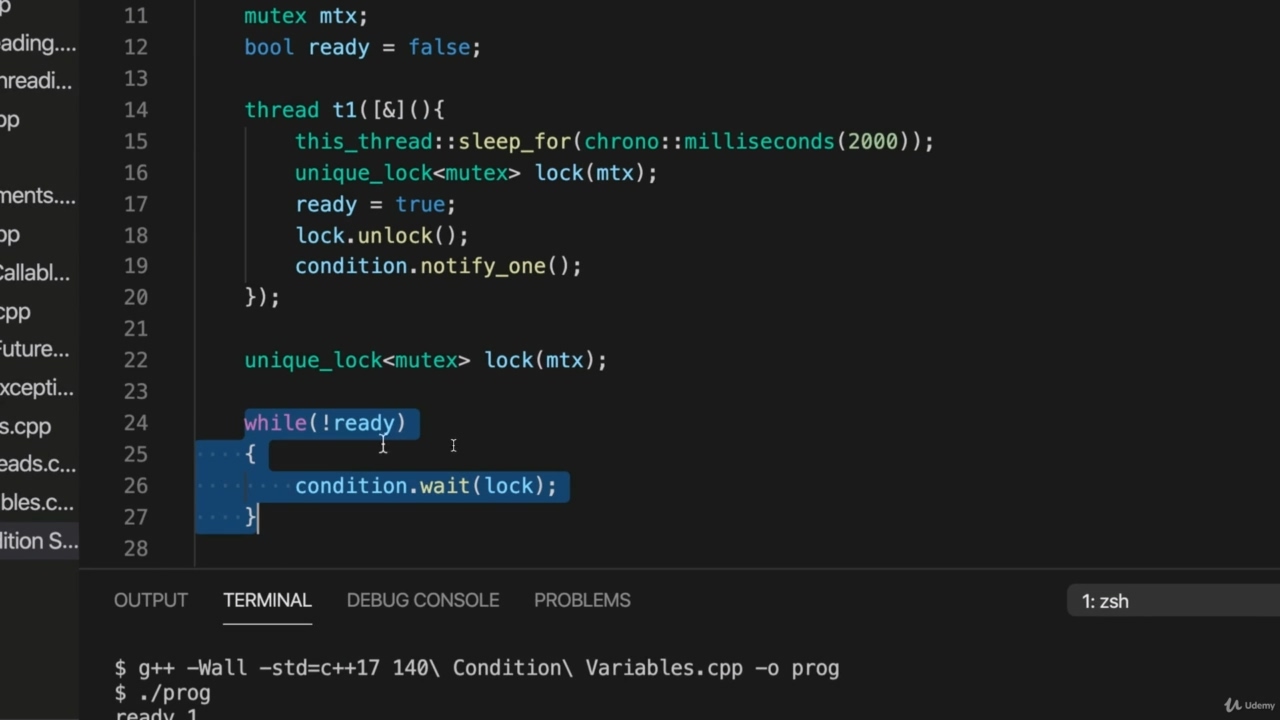 p
11 mutex mtx;
eading....
12 bool ready = false;
hreadi...
13
pp
14 thread t1([&](){
15 this_thread::sleep_for(chrono::milliseconds(2000));
16 unique_lock<mutex> lock(mtx);
ments....
17 ready = true;
pp
18 lock.unlock();
Callabl...
19 condition.notify_one();
20 });
cpp
21
Future...
22 unique_lock<mutex> lock(mtx);
xcepti...
23
s.cpp
24 while(!ready)
25 {
eads.c...
26 condition.wait(lock);
bles.c...
27 }
dition S...
28
OUTPUT TERMINAL DEBUG CONSOLE PROBLEMS 1: zsh
$ g++ -Wall -std=c++17 140\ Condition\ Variables.cpp -o prog
$ ./prog
ready 1
Udemy